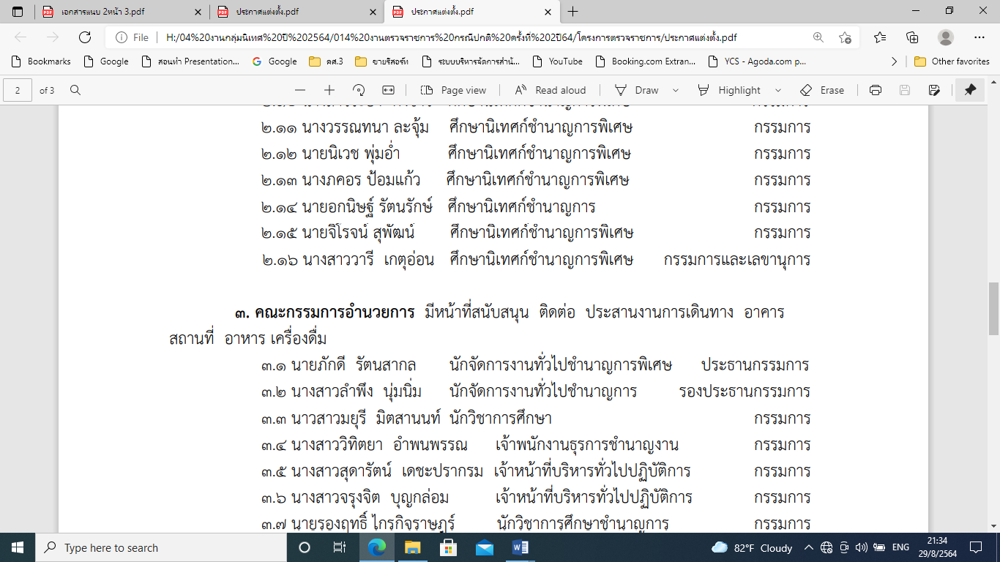 เอกสารแนบ 2หน้า 3.pdf
ประกาศแต่งตั้ง.pdf
ประกาศแต่งตั้ง.pdf
File
H:/04%20งานกลุ่มนิเทศ%20ปี%202564/014%20งานตรวจราชการ%20กรณีปกติ%20ครั้งที่%202ปี64/โครงการตรวจราชการ/ประกาศแต่งตั้ง.pdf
Bookmarks Google สอนทำ Presentation... Google คศ.3 ขายรีสอร์ท ระบบบริหารจัดการสำนั... YouTube Booking.com Extran... YCS - Agoda.com p... Other favorites
2 of 3 Page view Read aloud Draw Highlight Erase
๒.๑๑ นางวรรณทนา ละจุ้ม ศึกษานิเทศก์ชำนาญการพิเศษ กรรมการ
๒.๑๒ นายนิเวช พุ่มอ่ำ ศึกษานิเทศก์ชำนาญการพิเศษ กรรมการ
๒.๑๓ นางภคอร ป้อมแก้ว ศึกษานิเทศก์ชำนาญการพิเศษ กรรมการ
๒.๑๔ นายอกนิษฐ์ รัตนรักษ์ ศึกษานิเทศก์ชำนาญการ กรรมการ
๒.๑๕ นายจิโรจน์ สุพัฒน์ ศึกษานิเทศก์ชำนาญการพิเศษ กรรมการ
๒.๑๖ นางสาววารี เกตุอ่อน ศึกษานิเทศก์ชำนาญการพิเศษ กรรมการและเลขานุการ
๓. คณะกรรมการอำนวยการ มีหน้าที่สนับสนุน ติดต่อ ประสานงานการเดินทาง อาคาร
สถานที่ อาหาร เครื่องดื่ม
๓.๑ นายภักดี รัตนสากล นักจัดการงานทั่วไปชำนาญการพิเศษ ประธานกรรมการ
๓.๒ นางสาวลำพึง นุ่มนิ่ม นักจัดการงานทั่วไปชำนาญการ รองประธานกรรมการ
๓.๓ นาวสาวมยุรี มิตสานนท์ นักวิชาการศึกษา กรรมการ
๓.๔ นางสาววิทิตยา อำพนพรรณ เจ้าพนักงานธุรการชำนาญงาน กรรมการ
๓.๕ นางสาวสุดารัตน์ เดชะปรากรม เจ้าหน้าที่บริหารทั่วไปปฏิบัติการ กรรมการ
๓.๖ นางสาวจรุงจิต บุญกล่อม เจ้าหน้าที่บริหารทั่วไปปฏิบัติการ กรรมการ
๓.๗ นายรองฤทธิ์ ไกรกิจราษฎร์ นักวิชาการศึกษาชำนาญการ กรรมการ
Type here to search 82°F Cloudy ENG 21:34
29/8/2564